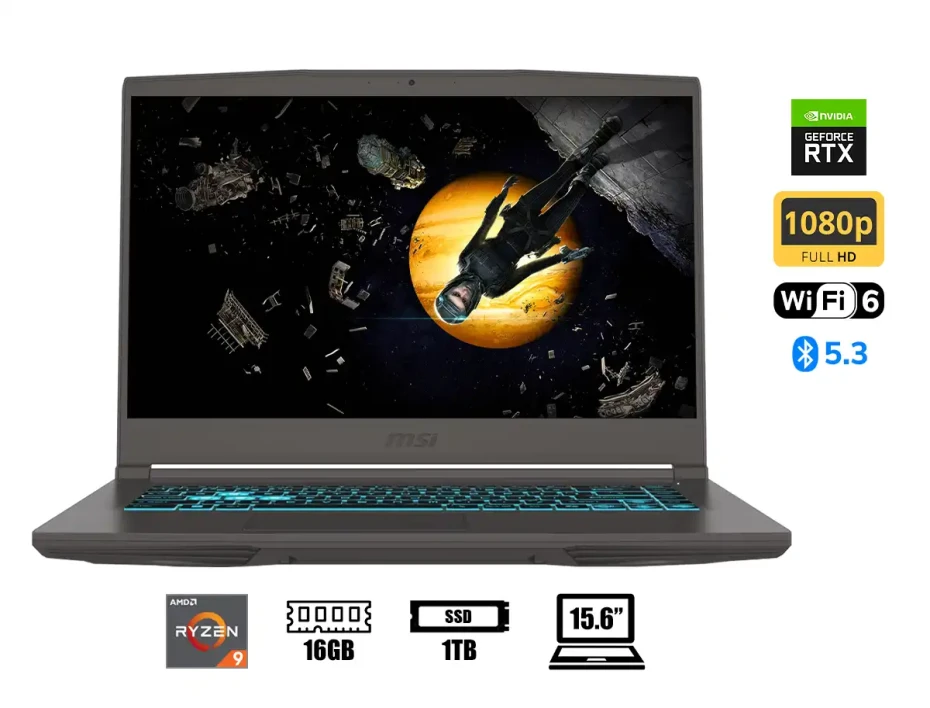 NVIDIA
GEFORCE
RTX
1080p
FULL HD
WiFi 6
5.3
msi
AMD
RYZEN
9
16GB
SSD
1TB
15.6”